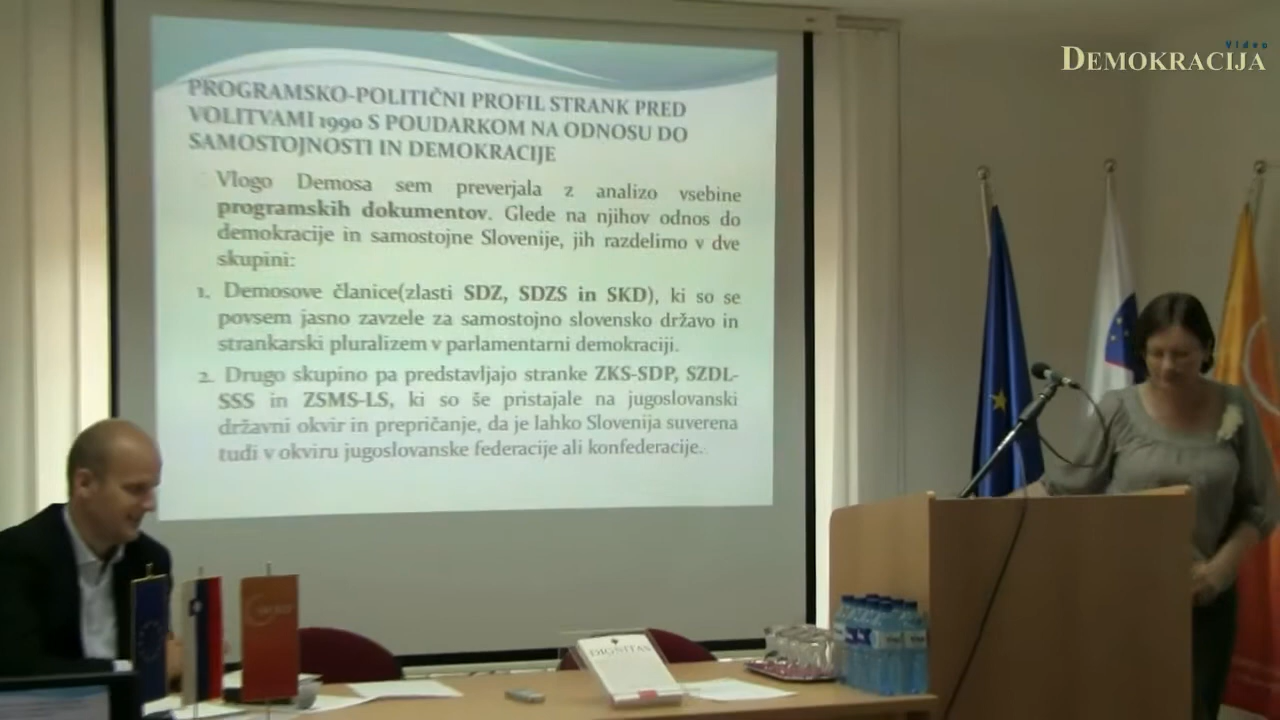 Video
DEMOKRACIJA
PROGRAMSKO-POLITIČNI PROFIL STRANK PRED
VOLITVAMI 1990 S POUDARKOM NA ODNOSU DO
SAMOSTOJNOSTI IN DEMOKRACIJE
Vlogo Demosa sem preverjala z analizo vsebine
programskih dokumentov. Glede na njihov odnos do
demokracije in samostojne Slovenije, jih razdelimo v dve
skupini:
1. Demosove članice(zlasti SDZ, SDZS in SKD), ki so se
povsem jasno zavzele za samostojno slovensko državo in
strankarski pluralizem v parlamentarni demokraciji.
2. Drugo skupino pa predstavljajo stranke ZKS-SDP, SZDL-
SSS in ZSMS-LS, ki so še pristajale na jugoslovanski
državni okvir in prepričanje, da je lahko Slovenija suverena
tudi v okviru jugoslovanske federacije ali konfederacije.
DIGNITAS